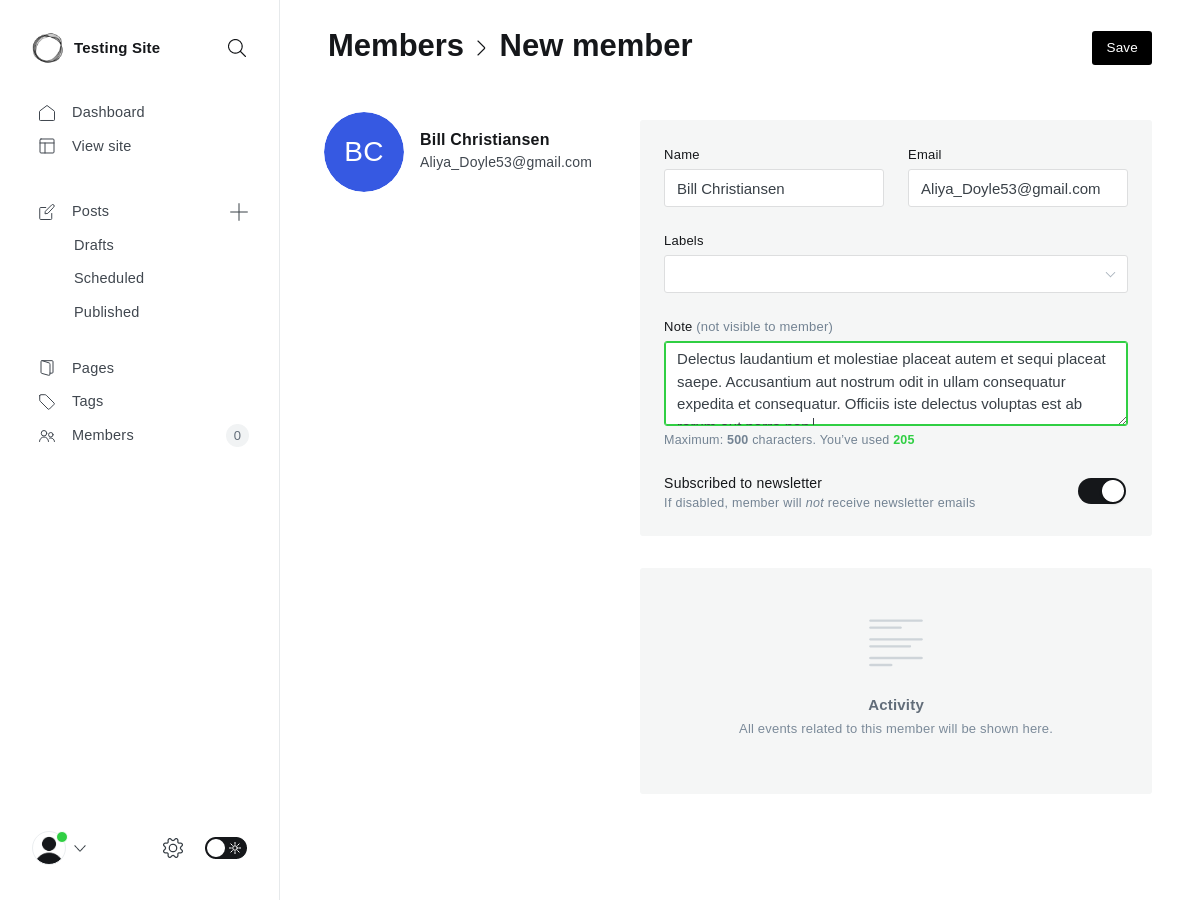 Testing Site
Dashboard
View site
Posts
Drafts
Scheduled
Published
Pages
Tags
Members
0
Members
New member
Save
BC
Bill Christiansen
Aliya_Doyle53@gmail.com
Name
Email
Bill Christiansen
Aliya_Doyle53@gmail.com
Labels
Note (not visible to member)
Delectus laudantium et molestiae placeat autem et sequi placeat
saepe. Accusantium aut nostrum odit in ullam consequatur
expedita et consequatur. Officiis iste delectus voluptas est ab
Maximum: 500 characters. You've used 205
Subscribed to newsletter
If disabled, member will not receive newsletter emails
Activity
All events related to this member will be shown here.